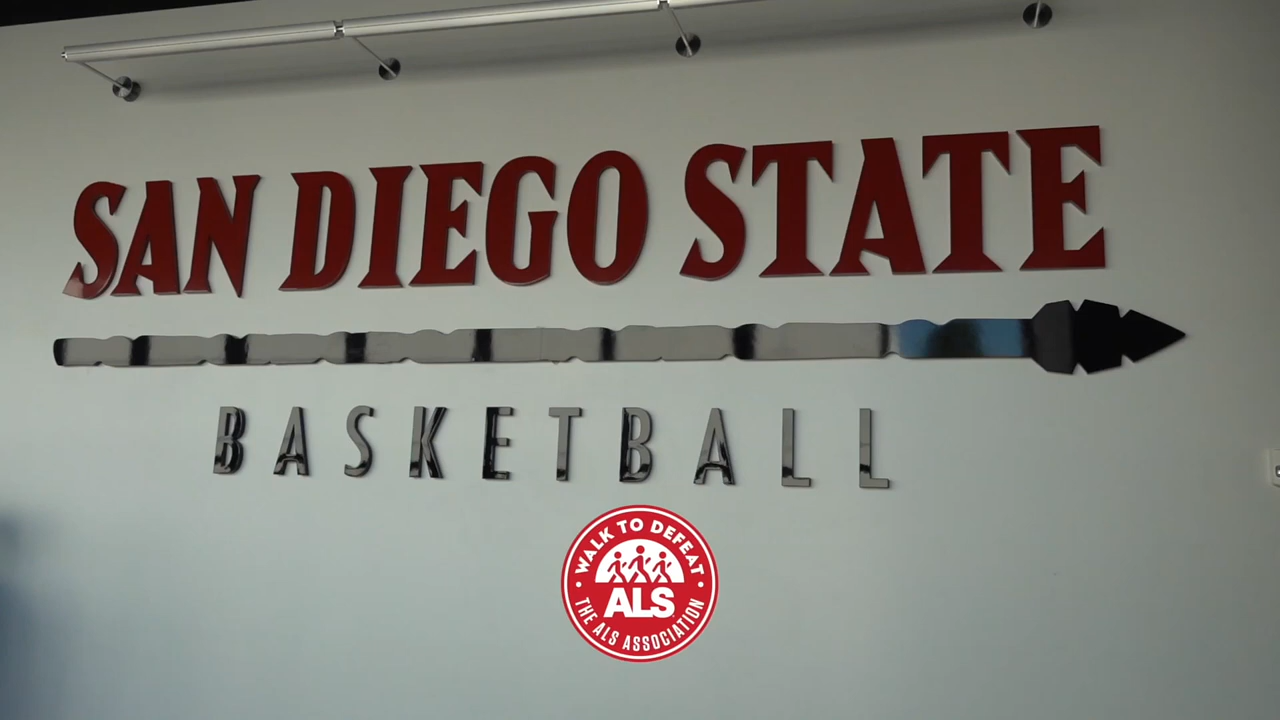 SAN DIEGO STATE
BASKETBALL
WALK TO DEFEAT
ALS
THE ALS ASSOCIATION